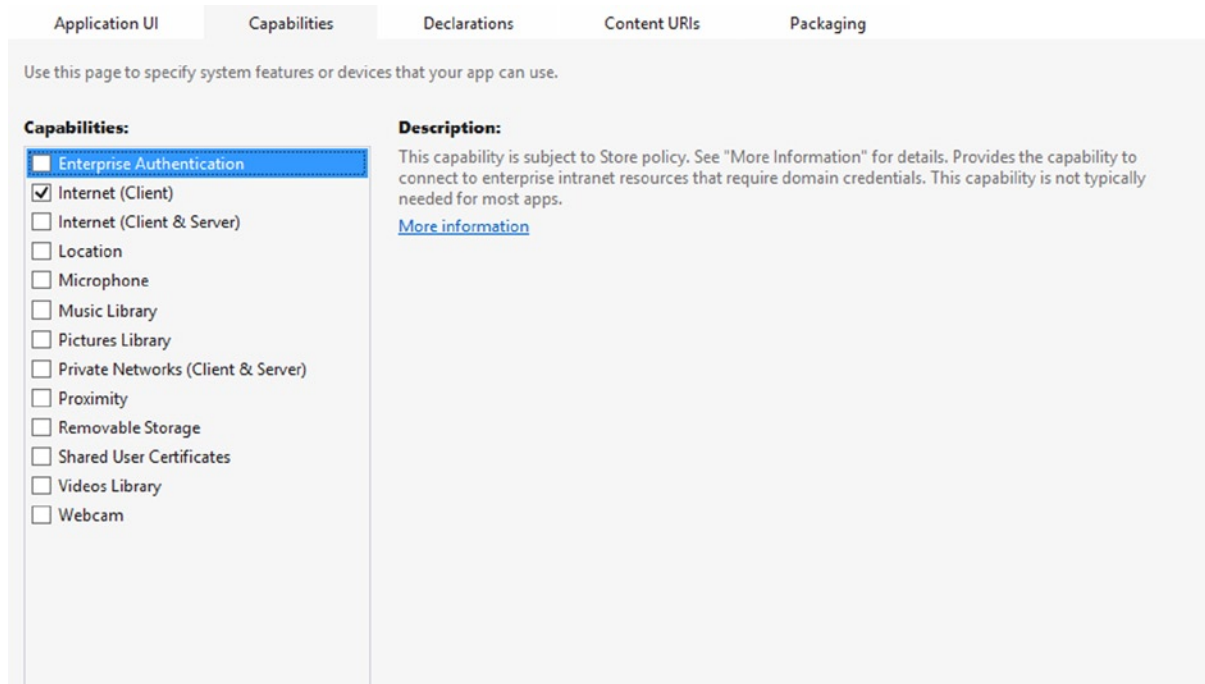 Application UI Capabilities Declarations Content URIs Packaging
Use this page to specify system features or devices that your app can use.
Capabilities:
Enterprise Authentication
Internet (Client)
Internet (Client & Server)
Location
Microphone
Music Library
Pictures Library
Private Networks (Client & Server)
Proximity
Removable Storage
Shared User Certificates
Videos Library
Webcam
Description:
This capability is subject to Store policy. See "More Information" for details. Provides the capability to
connect to enterprise intranet resources that require domain credentials. This capability is not typically
needed for most apps.
More information